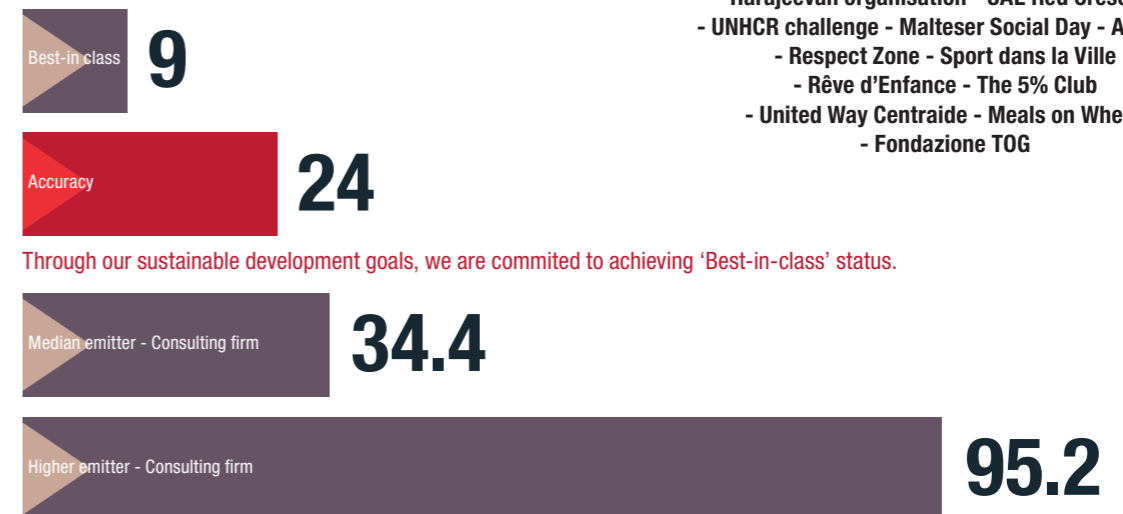 - UNHCR challenge - Malteser Social Day -
- Respect Zone - Sport dans la Ville
- Rêve d’Enfance - The 5% Club
- United Way Centraide - Meals on
- Fondazione TOG
Best-in class
9
Accuracy
24
Through our sustainable development goals, we are commited to achieving ‘Best-in-class’ status.
Median emitter - Consulting firm
34.4
Higher emitter - Consulting firm
95.2